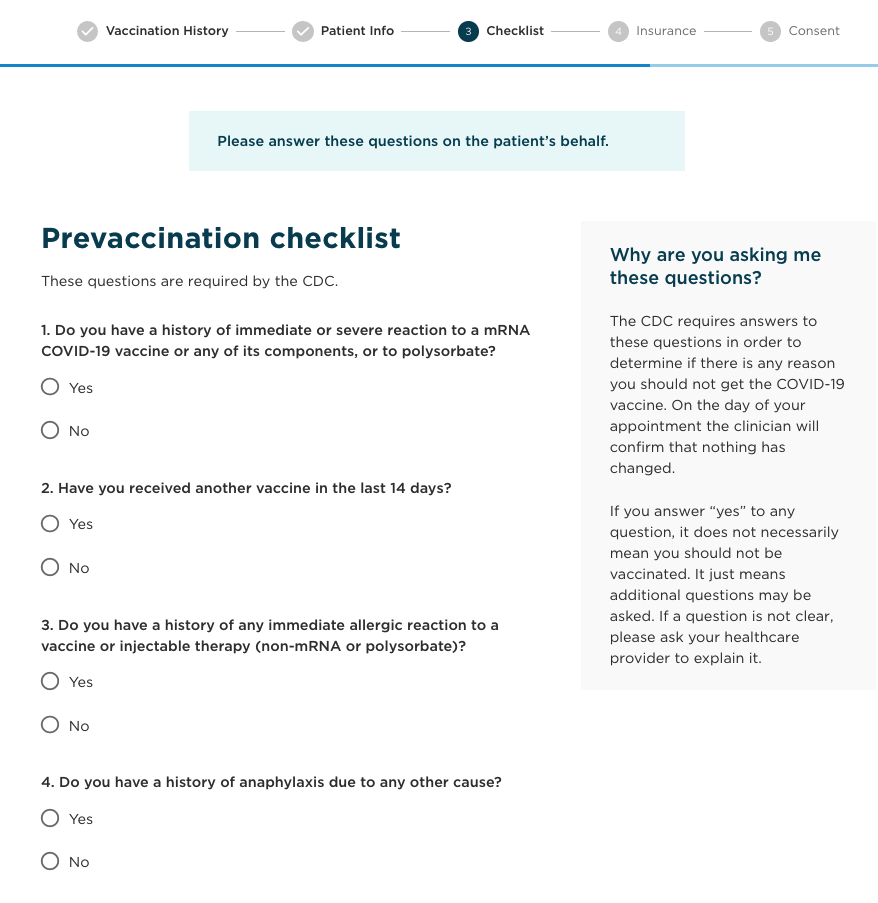 Vaccination History
Patient Info
3 Checklist
4 Insurance
5 Consent
Please answer these questions on the patient’s behalf.
Prevaccination checklist
These questions are required by the CDC.
1. Do you have a history of immediate or severe reaction to a mRNA
COVID-19 vaccine or any of its components, or to polysorbate?
Yes
No
2. Have you received another vaccine in the last 14 days?
Yes
No
3. Do you have a history of any immediate allergic reaction to a
vaccine or injectable therapy (non-mRNA or polysorbate)?
Yes
No
4. Do you have a history of anaphylaxis due to any other cause?
Yes
No
Why are you asking me
these questions?
The CDC requires answers to
these questions in order to
determine if there is any reason
you should not get the COVID-19
vaccine. On the day of your
appointment the clinician will
confirm that nothing has
changed.
If you answer “yes” to any
question, it does not necessarily
mean you should not be
vaccinated. It just means
additional questions may be
asked. If a question is not clear,
please ask your healthcare
provider to explain it.